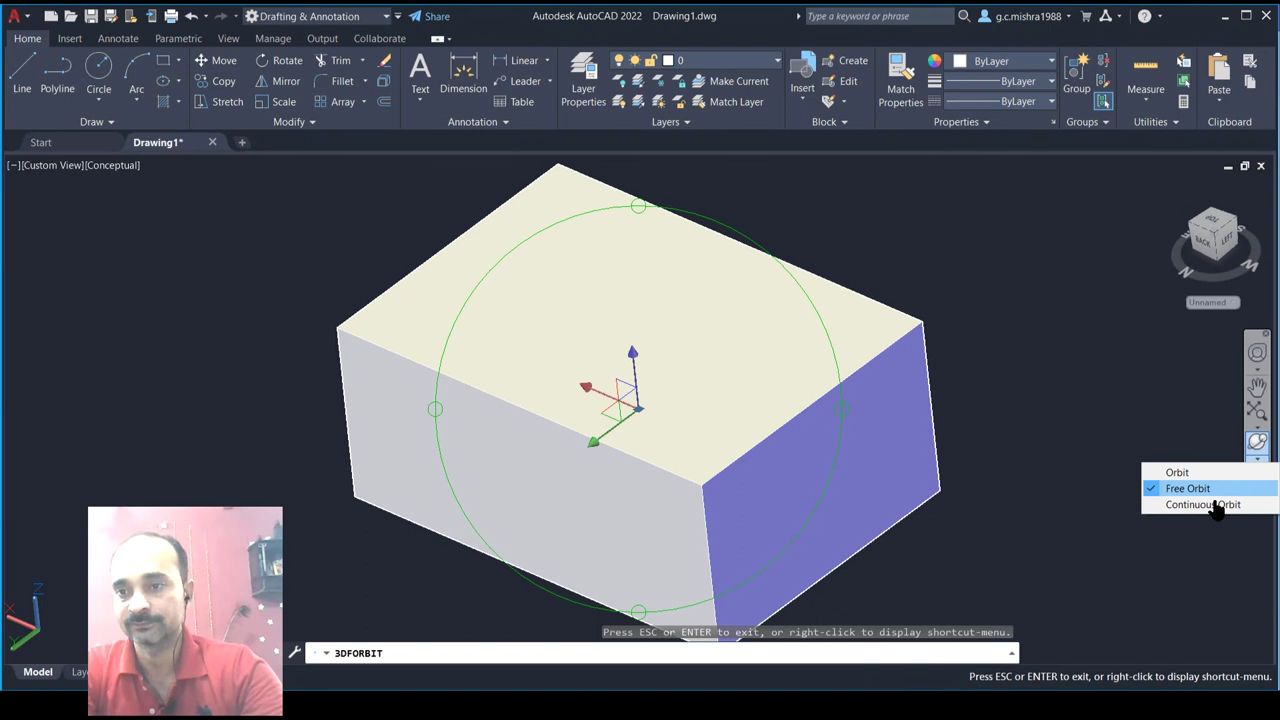 Drafting & Annotation
Share
Autodesk AutoCAD 2022 Drawing1.dwg
Type a keyword or phrase
g.c.mishra1988
Home Insert Annotate Parametric View Manage Output Collaborate
Line
Polyline
Circle
Arc
Draw
Move Rotate Trim
Copy Mirror Fillet
Stretch Scale Array
Modify
Text
Dimension
Linear
Leader
Table
Annotation
Layer
Properties
0
Make Current
Match Layer
Layers
Insert
Create
Edit
Block
Match
Properties
ByLayer
ByLayer
ByLayer
Properties
Group
Groups
Measure
Utilities
Paste
Clipboard
Start Drawing1*
[−][Custom View][Conceptual]
TOP
BACK LEFT
N W
Unnamed
Orbit
Free Orbit
Continuous Orbit
X Y Z
Press ESC or ENTER to exit, or right-click to display shortcut-menu.
3DFORBIT
Model Lay
Press ESC or ENTER to exit, or right-click to display shortcut-menu.